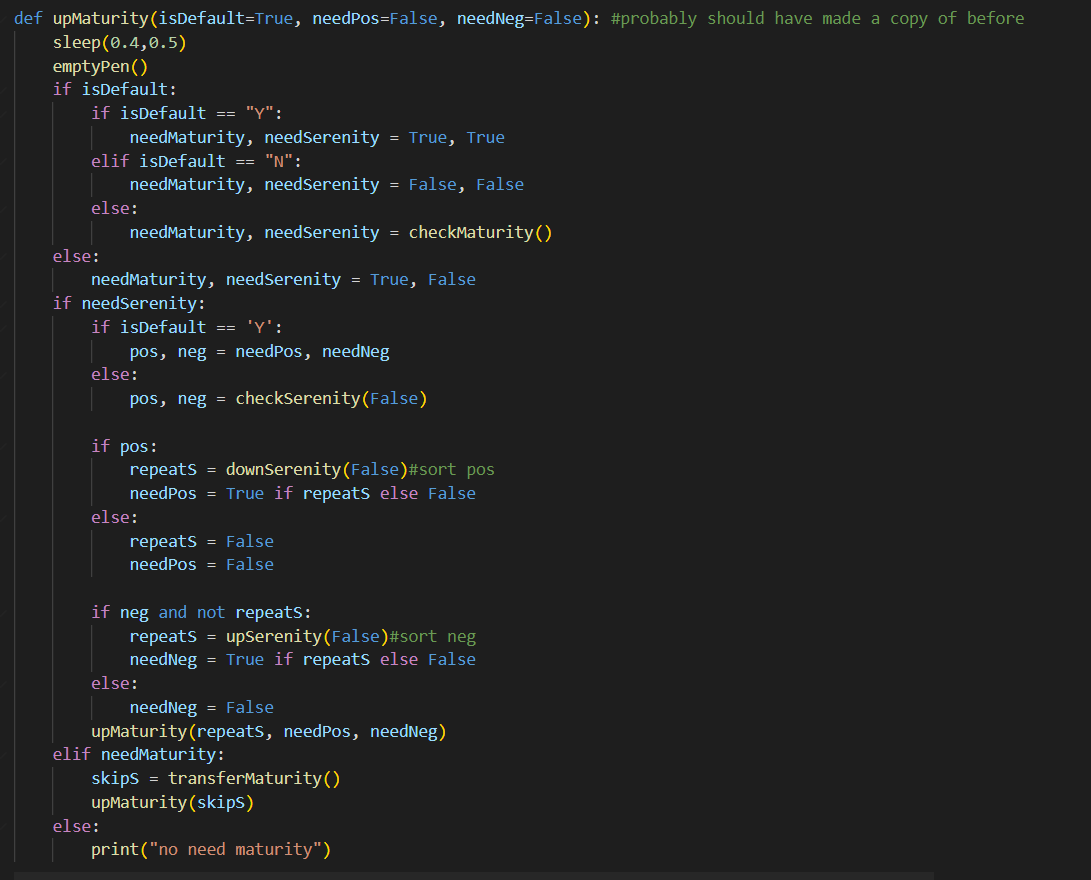 def upMaturity(isDefault=True, needPos=False, needNeg=False): #probably should have made a copy of before
    sleep(0.4,0.5)
    emptyPen()
    if isDefault:
        if isDefault == "Y":
            needMaturity, needSerenity = True, True
        elif isDefault == "N":
            needMaturity, needSerenity = False, False
        else:
            needMaturity, needSerenity = checkMaturity()
    else:
        needMaturity, needSerenity = True, False
    if needSerenity:
        if isDefault == 'Y':
            pos, neg = needPos, needNeg
        else:
            pos, neg = checkSerenity(False)

        if pos:
            repeatS = downSerenity(False)#sort pos
            needPos = True if repeatS else False
        else:
            repeatS = False
            needPos = False

        if neg and not repeatS:
            repeatS = upSerenity(False)#sort neg
            needNeg = True if repeatS else False
        else:
            needNeg = False
        upMaturity(repeatS, needPos, needNeg)
    elif needMaturity:
        skipS = transferMaturity()
        upMaturity(skipS)
    else:
        print("no need maturity")